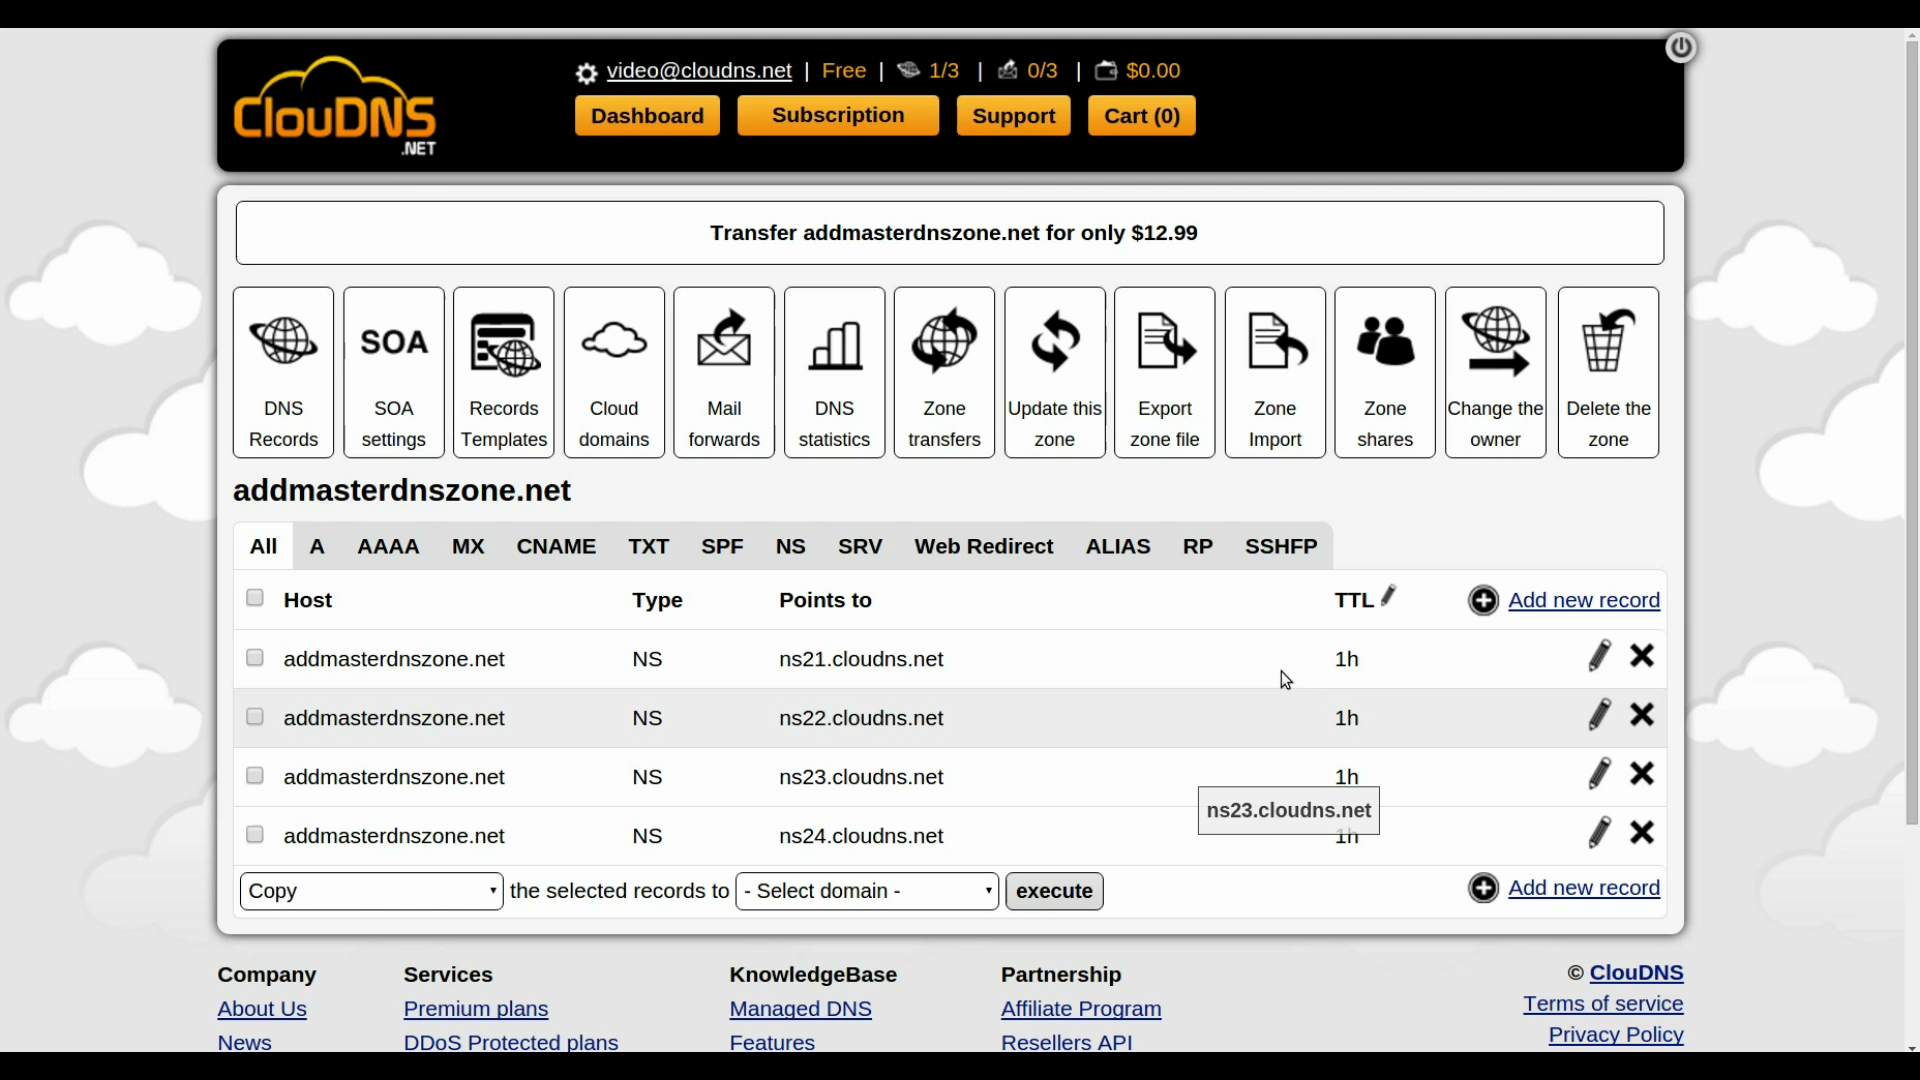 ClouDNS
.NET
video@cloudns.net | Free | 1/3 | 0/3 | $0.00
Dashboard Subscription Support Cart (0)
Transfer addmasterdnszone.net for only $12.99
DNS Records
SOA
SOA settings
Records Templates
Cloud domains
Mail forwards
DNS statistics
Zone transfers
Update this zone
Export zone file
Zone Import
Zone shares
Change the owner
Delete the zone
addmasterdnszone.net
All A AAAA MX CNAME TXT SPF NS SRV Web Redirect ALIAS RP SSHFP
Host Type Points to TTL Add new record
addmasterdnszone.net NS ns21.cloudns.net 1h
addmasterdnszone.net NS ns22.cloudns.net 1h
addmasterdnszone.net NS ns23.cloudns.net 1h
ns23.cloudns.net
addmasterdnszone.net NS ns24.cloudns.net 1h
Copy the selected records to - Select domain - execute Add new record
Company Services KnowledgeBase Partnership © ClouDNS
About Us Premium plans Managed DNS Affiliate Program Terms of service
News DDoS Protected plans Features Resellers API Privacy Policy